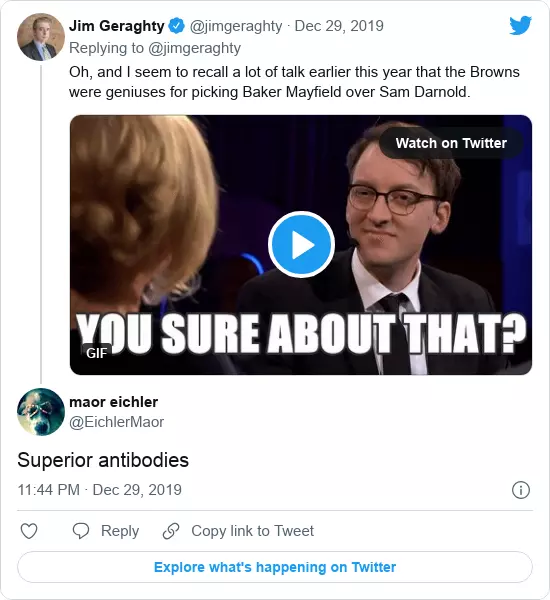 Jim Geraghty @jimgeraghty · Dec 29, 2019
Replying to @jimgeraghty
Oh, and I seem to recall a lot of talk earlier this year that the Browns
were geniuses for picking Baker Mayfield over Sam Darnold.
Watch on Twitter
YOU SURE ABOUT THAT?
GIF
maor eichler
@EichlerMaor
Superior antibodies
11:44 PM · Dec 29, 2019
Reply
Copy link to Tweet
Explore what's happening on Twitter